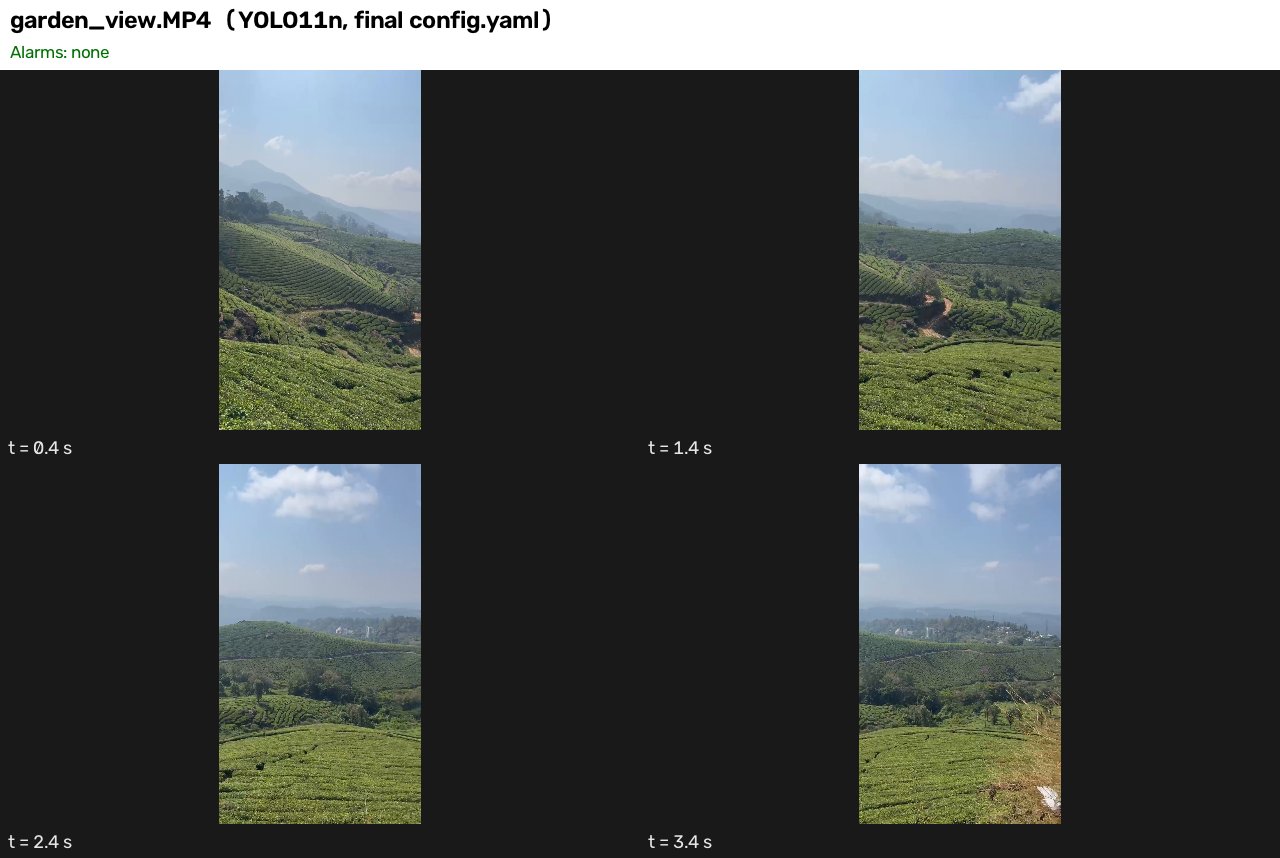 garden_view.MP4（YOLO11n, final config.yaml）
Alarms: none
t = 0.4 s
t = 1.4 s
t = 2.4 s
t = 3.4 s